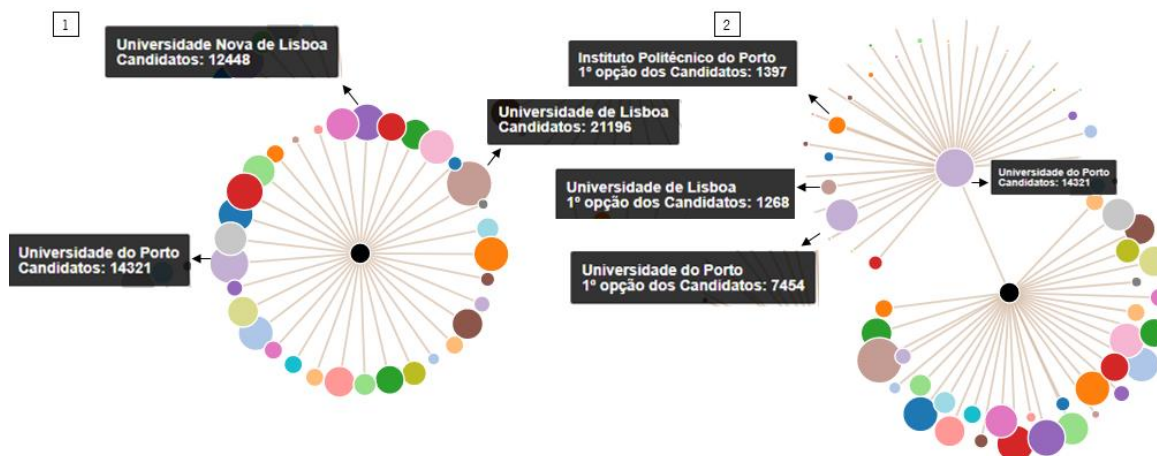 1
Universidade Nova de Lisboa
Candidatos: 12448
Universidade de Lisboa
Candidatos: 21196
Universidade do Porto
Candidatos: 14321
2
Instituto Politécnico do Porto
1º opção dos Candidatos: 1397
Universidade do Porto
Candidatos: 14321
Universidade de Lisboa
1º opção dos Candidatos: 1268
Universidade do Porto
1º opção dos Candidatos: 7454